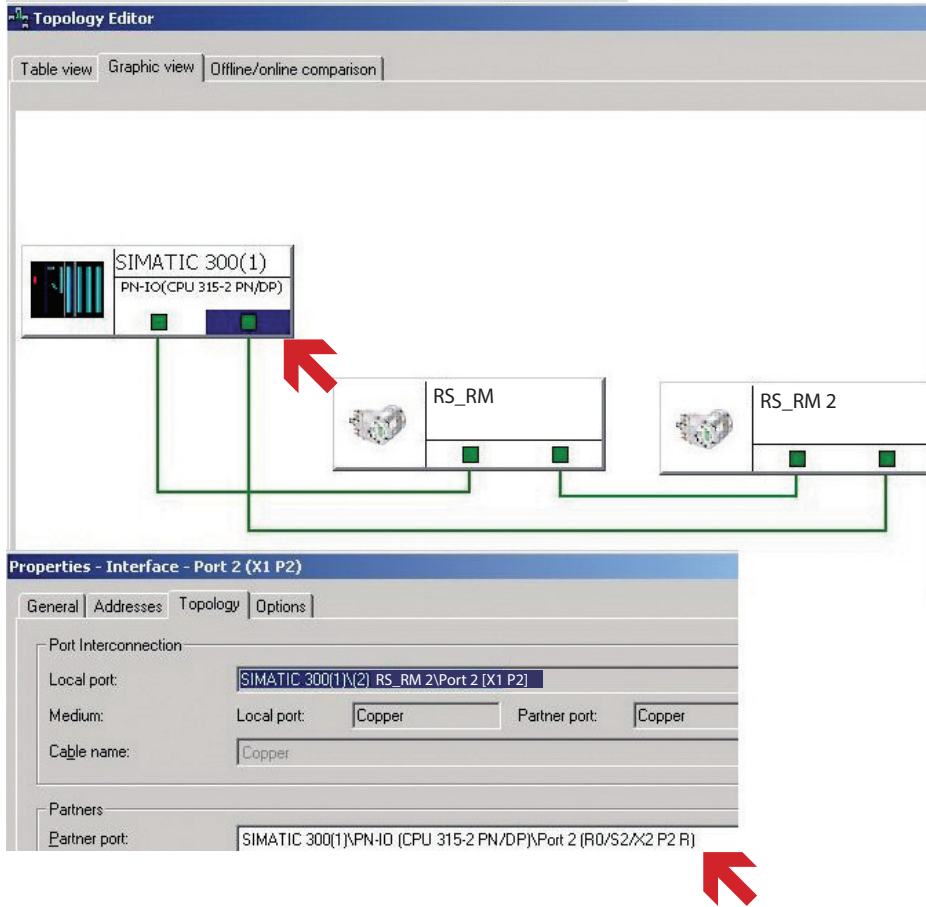 Topology Editor
Table view Graphic view Offline/online comparison
SIMATIC 300(1)
PN-IO(CPU 315-2 PN/DP)
RS_RM
RS_RM 2
Properties - Interface - Port 2 (X1 P2)
General Addresses Topology Options
Port Interconnection
Local port: SIMATIC 300(1)\(2) RS_RM 2\Port 2 [X1 P2]
Medium: Local port: Copper Partner port: Copper
Cable name: Copper
Partners
Partner port: SIMATIC 300(1)\PN-IO (CPU 315-2 PN/DP)\Port 2 (R0/S2/X2 P2 R)